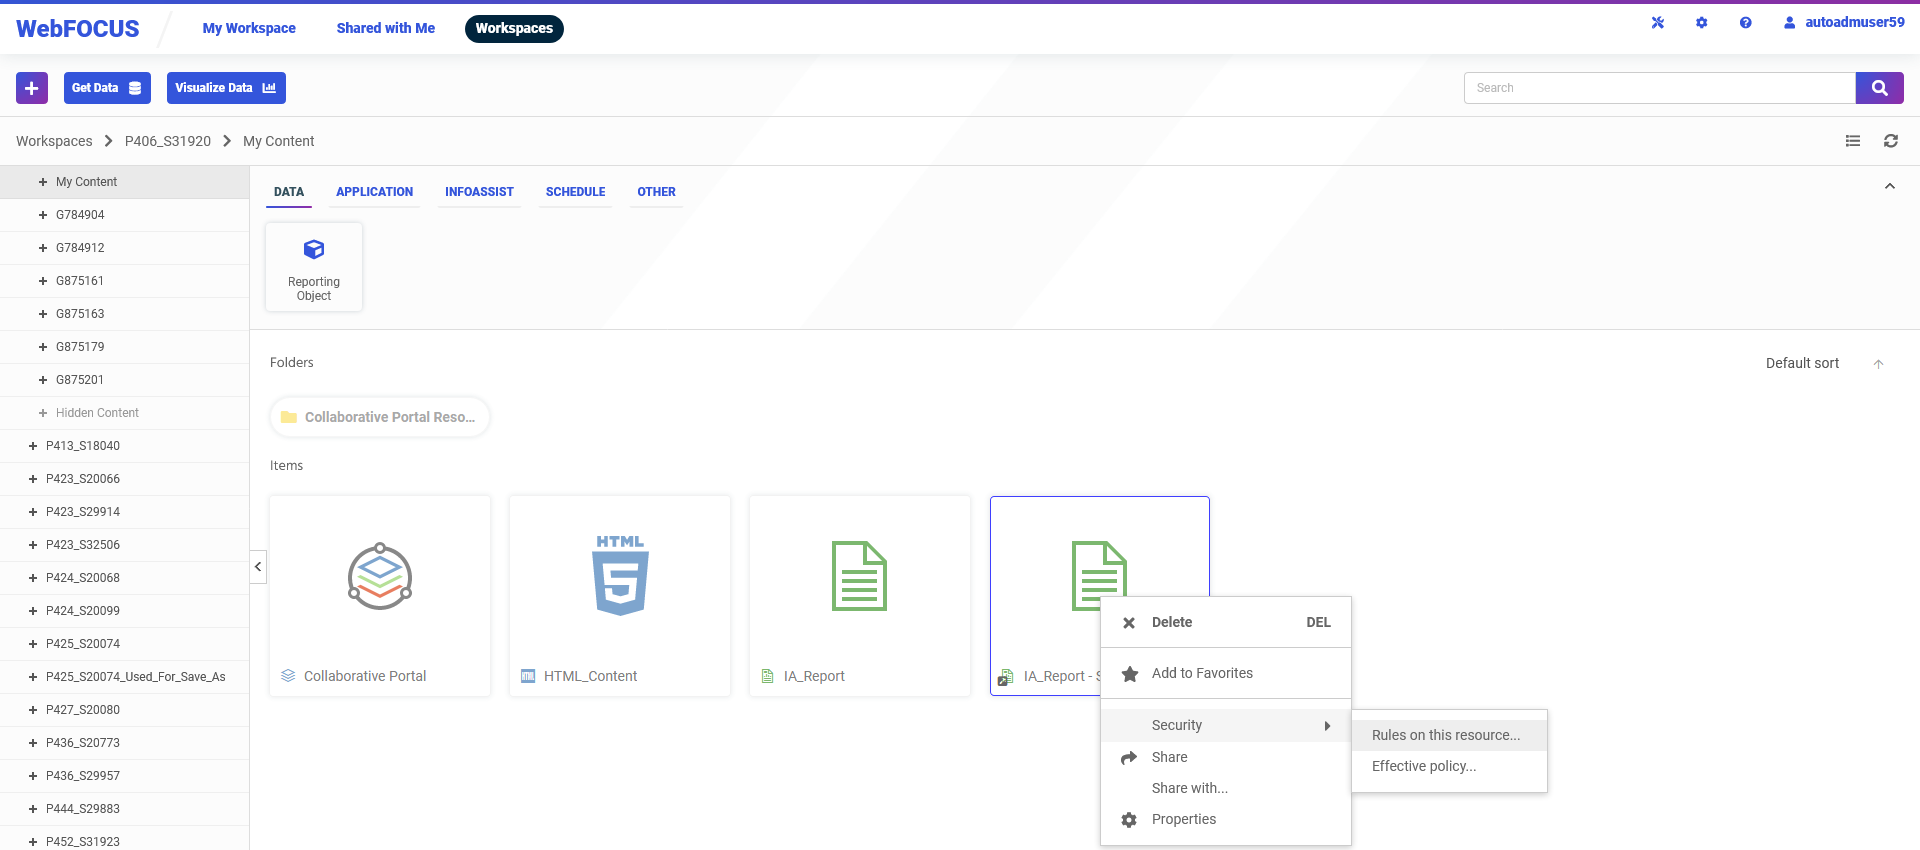 WebFOCUS
My Workspace
Shared with Me
Workspaces
autoadmuser59
Get Data
Visualize Data
Search
Workspaces
P406_S31920
My Content
My Content
G784904
G784912
G875161
G875163
G875179
G875201
Hidden Content
P413_S18040
P423_S20066
P423_S29914
P423_S32506
P424_S20068
P424_S20099
P425_S20074
P425_S20074_Used_For_Save_As
P427_S20080
P436_S20773
P436_S29957
P444_S29883
P452_S31923
DATA
APPLICATION
INFOASSIST
SCHEDULE
OTHER
Reporting
Object
Folders
Default sort
Collaborative Portal Reso...
Items
Collaborative Portal
HTML
5
HTML_Content
IA_Report
IA_Report - S
Delete DEL
Add to Favorites
Security
Share
Share with...
Properties
Rules on this resource...
Effective policy...